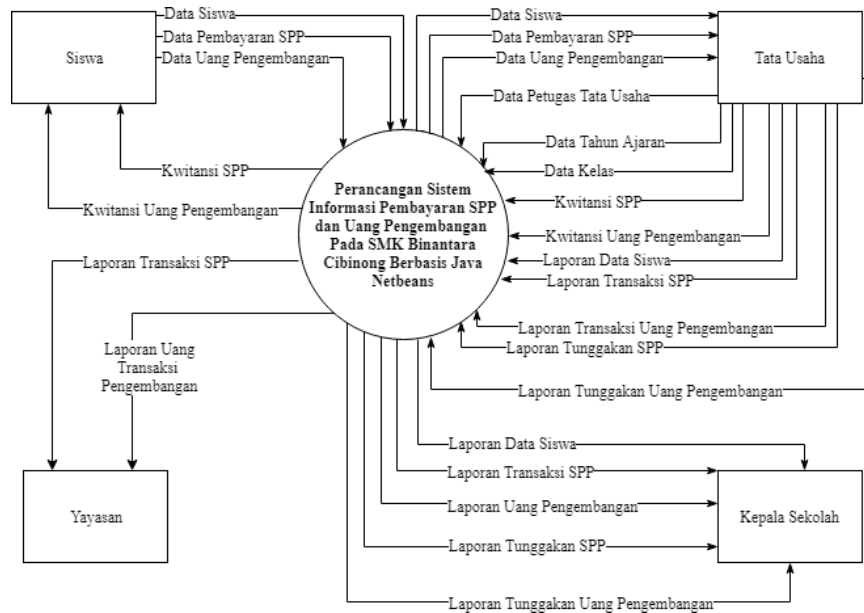 Data Siswa
Data Pembayaran SPP
Data Uang Pengembangan
Siswa
Kwitansi SPP
Kwitansi Uang Pengembangan
Laporan Transaksi SPP
Laporan Uang
Transaksi
Pengembangan
Yayasan
Perancangan Sistem
Informasi Pembayaran SPP
dan Uang Pengembangan
Pada SMK Binantara
Cibinong Berbasis Java
Netbeans
Data Siswa
Data Pembayaran SPP
Data Uang Pengembangan
Tata Usaha
Data Petugas Tata Usaha
Data Tahun Ajaran
Data Kelas
Kwitansi SPP
Kwitansi Uang Pengembangan
Laporan Data Siswa
Laporan Transaksi SPP
Laporan Transaksi Uang Pengembangan
Laporan Tunggakan SPP
Laporan Tunggakan Uang Pengembangan
Laporan Data Siswa
Laporan Transaksi SPP
Laporan Uang Pengembangan
Laporan Tunggakan SPP
Laporan Tunggakan Uang Pengembangan
Kepala Sekolah